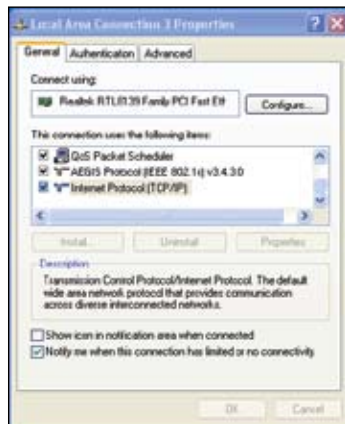 Local Area Connection 3 Properties
General Authentication Advanced
Connect using:
Realtek RTL8139 Family PCI Fast Eth
Configure...
This connection uses the following items:
QoS Packet Scheduler
AEGIS Protocol (IEEE 802.1x) v3.4.3.0
Internet Protocol (TCP/IP)
Install...
Uninstall
Properties
Description
Transmission Control Protocol/Internet Protocol. The default
wide area network protocol that provides communication
across diverse interconnected networks.
Show icon in notification area when connected
Notify me when this connection has limited or no connectivity
OK
Cancel